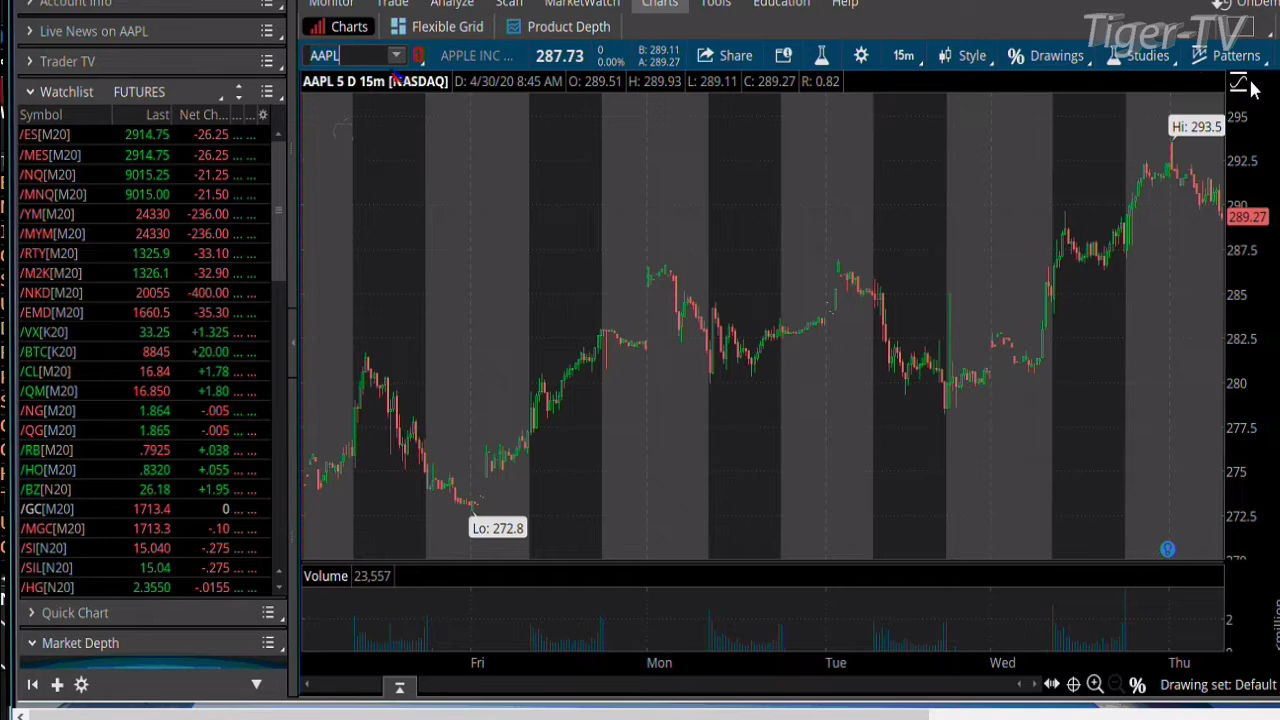 Account Info
Monitor Trade Analyze Scan MarketWatch Charts Tools Education Help
OnDem
Live News on AAPL
Charts Flexible Grid Product Depth
Tiger-TV
Trader TV
AAPL APPLE INC ... 287.73 0 0.00% B: 289.11 A: 289.27 Share 15m Style Drawings Studies Patterns
AAPL 5 D 15m [NASDAQ] D: 4/30/20 8:45 AM O: 289.51 H: 289.93 L: 289.11 C: 289.27 R: 0.82
Watchlist FUTURES
Symbol Last Net Ch... ... ...
/ES[M20] 2914.75 -26.25 ... ...
/MES[M20] 2914.75 -26.25 ... ...
/NQ[M20] 9015.25 -21.25 ... ...
/MNQ[M20] 9015.00 -21.50 ... ...
/YM[M20] 24330 -236.00 ... ...
/MYM[M20] 24330 -236.00 ... ...
/RTY[M20] 1325.9 -33.10 ... ...
/M2K[M20] 1326.1 -32.90 ... ...
/NKD[M20] 20055 -400.00 ... ...
/EMD[M20] 1660.5 -35.30 ... ...
/VX[K20] 33.25 +1.325 ... ...
/BTC[K20] 8845 +20.00 ... ...
/CL[M20] 16.84 +1.78 ... ...
/QM[M20] 16.850 +1.80 ... ...
/NG[M20] 1.864 -.005 ... ...
/QG[M20] 1.865 -.005 ... ...
/RB[M20] .7925 +.038 ... ...
/HO[M20] .8320 +.055 ... ...
/BZ[N20] 26.18 +1.95 ... ...
/GC[M20] 1713.4 0 ... ...
/MGC[M20] 1713.3 -.10 ... ...
/SI[N20] 15.040 -.275 ... ...
/SIL[N20] 15.04 -.275 ... ...
/HG[N20] 2.3550 -.0155 ... ...
Quick Chart
Market Depth
295
Hi: 293.5
292.5
290
289.27
287.5
285
282.5
280
277.5
275
272.5
Lo: 272.8
Volume 23,557
2
Fri Mon Tue Wed Thu
% Drawing set: Default